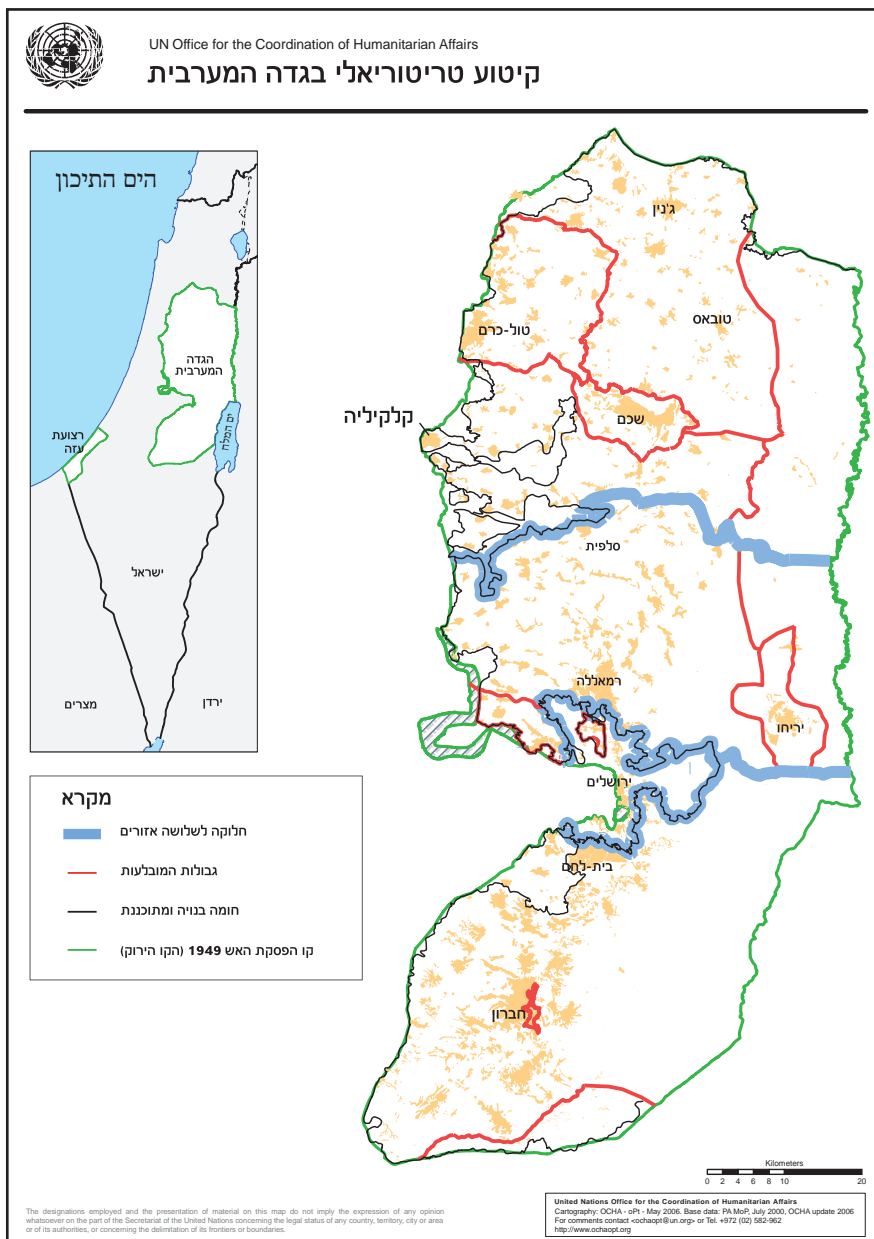 UN Office for the Coordination of Humanitarian Affairs
קיטוע טריטוריאלי בגדה המערבית
הים התיכון
הגדה
המערבית
רצועת
עזה
ים המלח
ישראל
מצרים
ירדן
ג'נין
טובאס
טול-כרם
שכם
קלקיליה
סלפית
רמאללה
יריחו
ירושלים
בית-לחם
חברון
מקרא
חלוקה לשלושה אזורים
גבולות המובלעות
חומה בנויה ומתוכננת
קו הפסקת האש 1949 (הקו הירוק)
Kilometers
0 2 4 6 8 10 20
The designations employed and the presentation of material on this map do not imply the expression of any opinion
whatsoever on the part of the Secretariat of the United Nations concerning the legal status of any country, territory, city or area
or of its authorities, or concerning the delimitation of its frontiers or boundaries.
United Nations Office for the Coordination of Humanitarian Affairs
Cartography: OCHA - oPt - May 2006. Base data: PA MoP, July 2000, OCHA update 2006
For comments contact <ochaopt@un.org> or Tel. +972 (02) 582-962
http://www.ochaopt.org